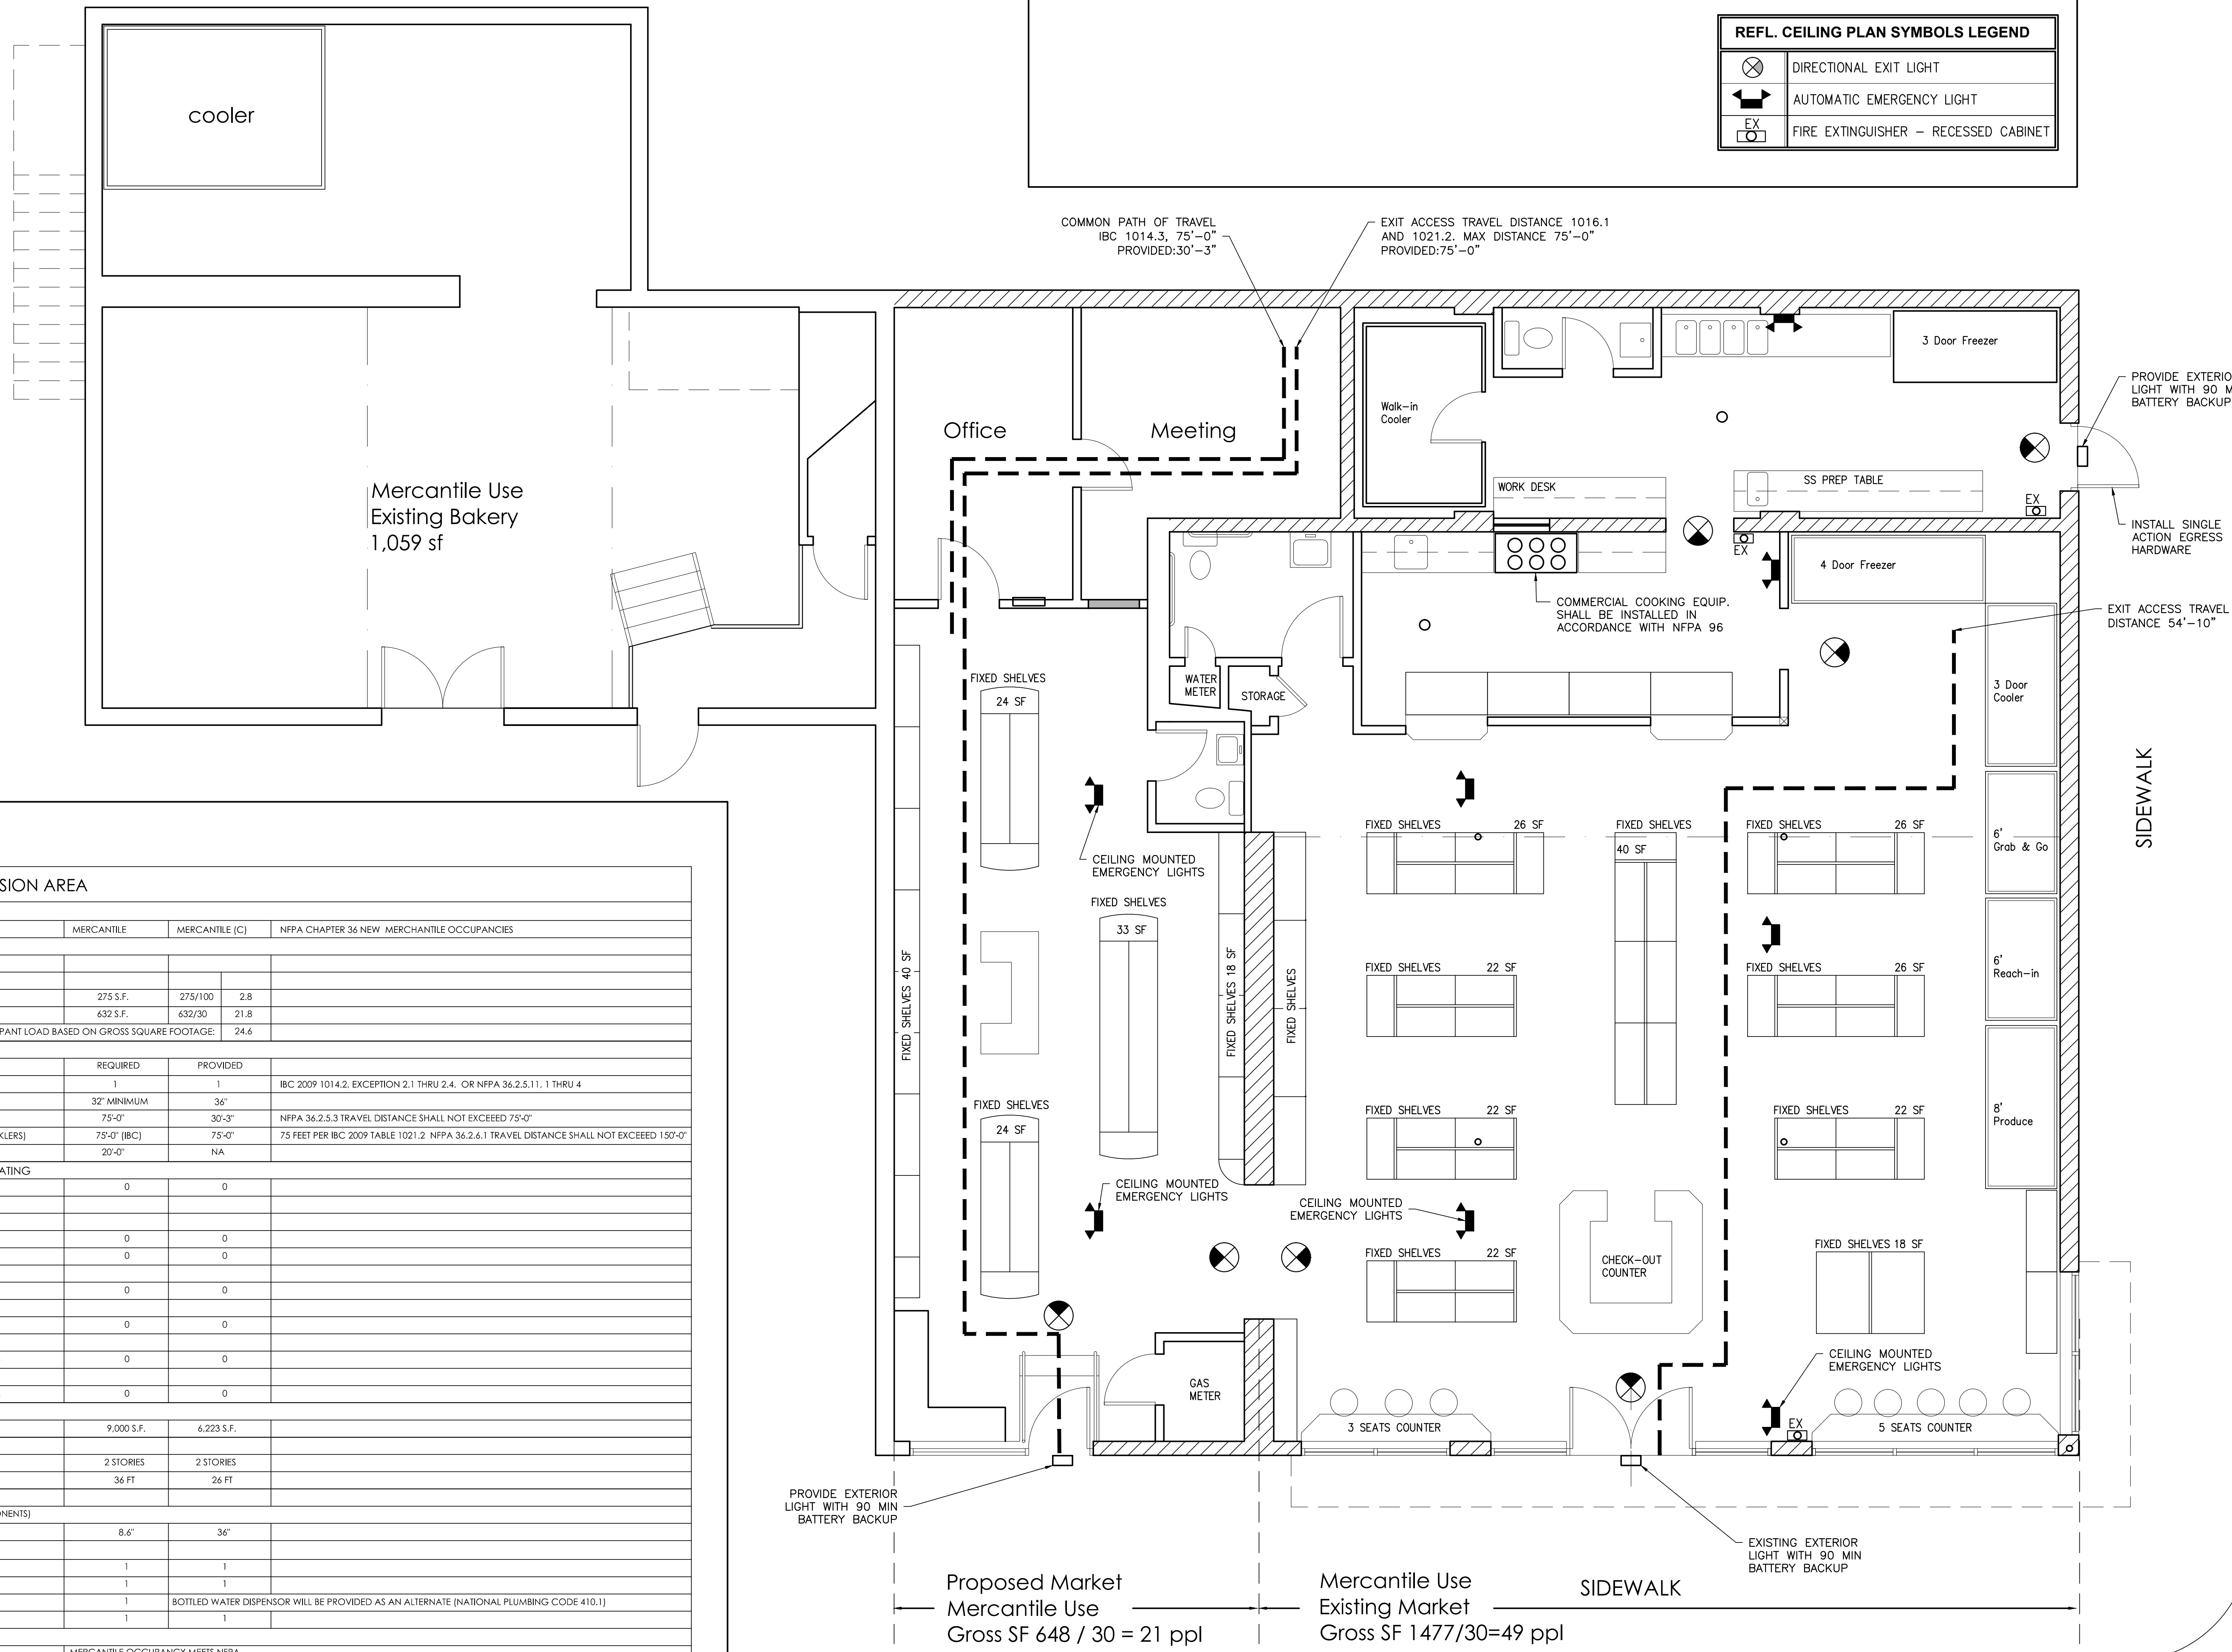 REFL. CEILING PLAN SYMBOLS LEGEND
DIRECTIONAL EXIT LIGHT
AUTOMATIC EMERGENCY LIGHT
EX
FIRE EXTINGUISHER – RECESSED CABINET
cooler
COMMON PATH OF TRAVEL
IBC 1014.3, 75'-0"
PROVIDED:30'-3"
EXIT ACCESS TRAVEL DISTANCE 1016.1
AND 1021.2. MAX DISTANCE 75'-0"
PROVIDED:75'-0"
3 Door Freezer
PROVIDE EXTERIO
LIGHT WITH 90 M
BATTERY BACKUP
Walk-in
Cooler
Office
Meeting
Mercantile Use
Existing Bakery
1,059 sf
WORK DESK
SS PREP TABLE
EX
INSTALL SINGLE
ACTION EGRESS
HARDWARE
EX
4 Door Freezer
COMMERCIAL COOKING EQUIP.
SHALL BE INSTALLED IN
ACCORDANCE WITH NFPA 96
EXIT ACCESS TRAVEL
DISTANCE 54'-10"
WATER
METER
STORAGE
3 Door
Cooler
FIXED SHELVES
24 SF
SIDEWALK
CEILING MOUNTED
EMERGENCY LIGHTS
FIXED SHELVES 26 SF
FIXED SHELVES
40 SF
FIXED SHELVES 26 SF
6'
Grab & Go
FIXED SHELVES
33 SF
FIXED SHELVES 40 SF
FIXED SHELVES 18 SF
FIXED SHELVES
FIXED SHELVES 22 SF
FIXED SHELVES 26 SF
6'
Reach-in
FIXED SHELVES
24 SF
FIXED SHELVES 22 SF
FIXED SHELVES 22 SF
8'
Produce
CEILING MOUNTED
EMERGENCY LIGHTS
CEILING MOUNTED
EMERGENCY LIGHTS
FIXED SHELVES 22 SF
CHECK-OUT
COUNTER
FIXED SHELVES 18 SF
CEILING MOUNTED
EMERGENCY LIGHTS
GAS
METER
3 SEATS COUNTER
EX
5 SEATS COUNTER
PROVIDE EXTERIOR
LIGHT WITH 90 MIN
BATTERY BACKUP
EXISTING EXTERIOR
LIGHT WITH 90 MIN
BATTERY BACKUP
Proposed Market
Mercantile Use
Gross SF 648 / 30 = 21 ppl
Mercantile Use
Existing Market
Gross SF 1477/30=49 ppl
SIDEWALK
SION AREA
MERCANTILE MERCANTILE (C) NFPA CHAPTER 36 NEW MERCHANTILE OCCUPANCIES
275 S.F. 275/100 2.8
632 S.F. 632/30 21.8
PANT LOAD BASED ON GROSS SQUARE FOOTAGE: 24.6
REQUIRED PROVIDED
1 1 IBC 2009 1014.2, EXCEPTION 2.1 THRU 2.4, OR NFPA 36.2.5.11, 1 THRU 4
32" MINIMUM 36"
75'-0" 30'-3" NFPA 36.2.5.3 TRAVEL DISTANCE SHALL NOT EXCEEED 75'-0"
KLERS) 75'-0" (IBC) 75'-0" 75 FEET PER IBC 2009 TABLE 1021.2 NFPA 36.2.6.1 TRAVEL DISTANCE SHALL NOT EXCEEED 150'-0"
20'-0" NA
ATING
0 0
0 0
0 0
0 0
0 0
0 0
0 0
9,000 S.F. 6,223 S.F.
2 STORIES 2 STORIES
36 FT 26 FT
ONENTS)
8.6" 36"
1 1
1 1
1 BOTTLED WATER DISPENSOR WILL BE PROVIDED AS AN ALTERNATE (NATIONAL PLUMBING CODE 410.1)
1 1
MERCANTILE OCCUPANCY MEETS NFPA